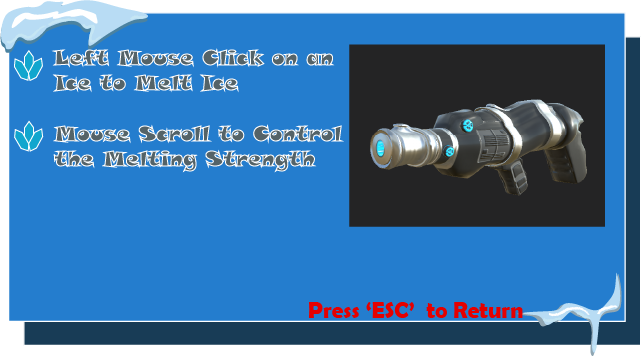 Left Mouse Click on an
Ice to Melt Ice
Mouse Scroll to Control
the Melting Strength
Press ‘ESC’ to Return